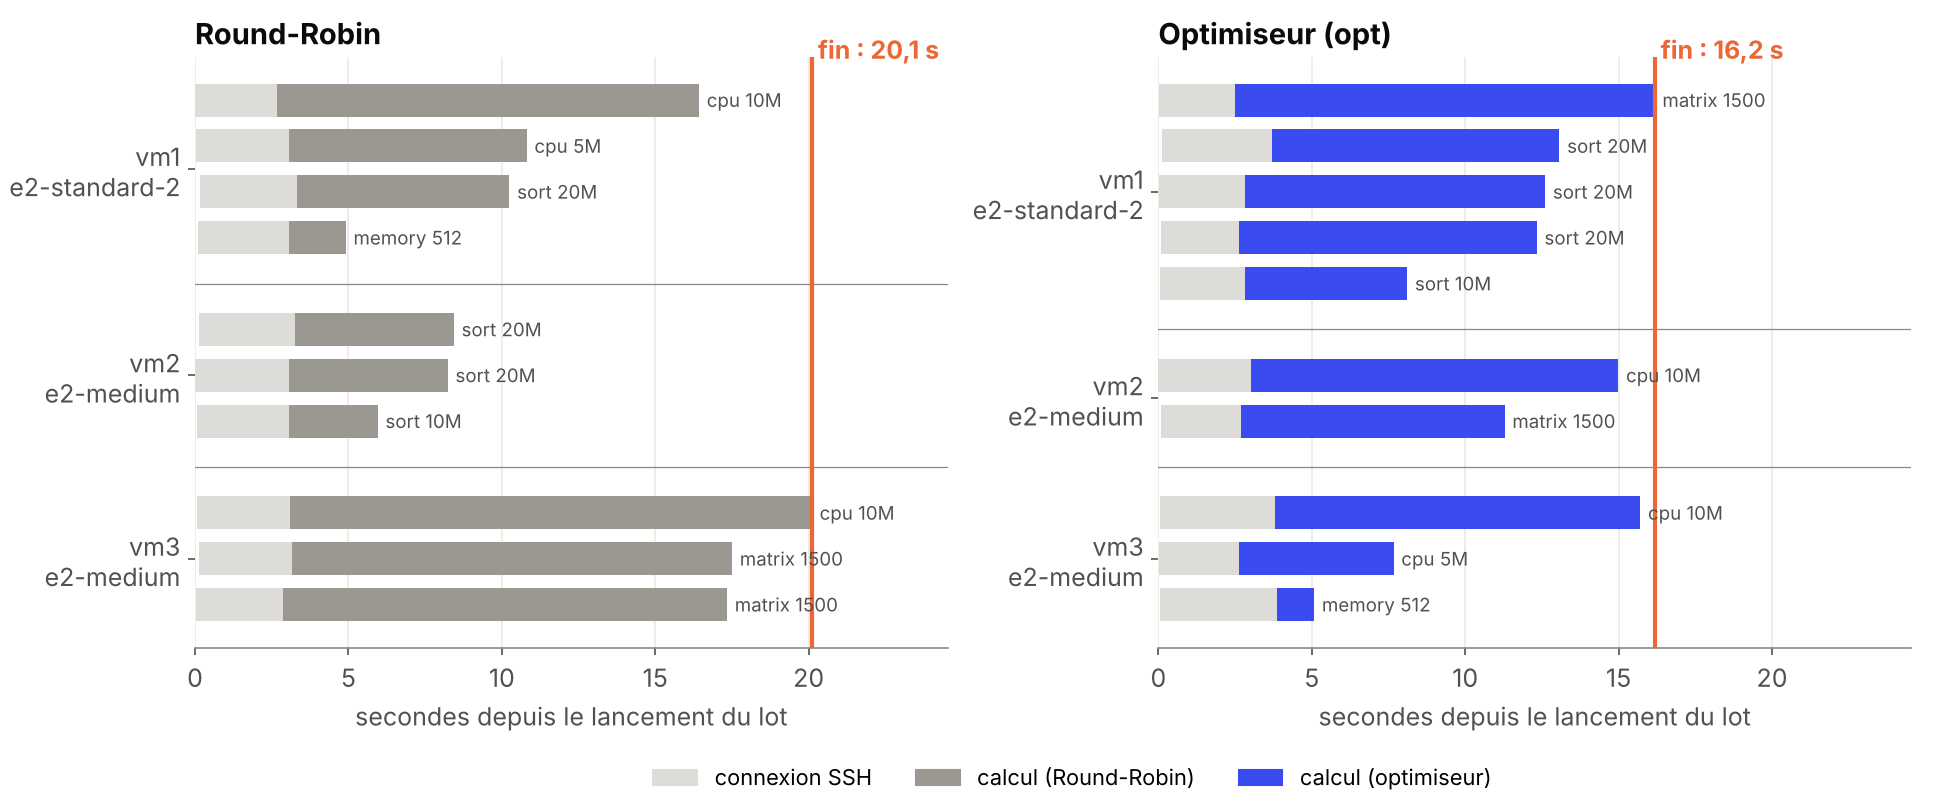 Round-Robin
fin : 20,1 s
vm1
e2-standard-2
cpu 10M
cpu 5M
sort 20M
memory 512
vm2
e2-medium
sort 20M
sort 20M
sort 10M
vm3
e2-medium
cpu 10M
matrix 1500
matrix 1500
0 5 10 15 20
secondes depuis le lancement du lot
Optimiseur (opt)
fin : 16,2 s
vm1
e2-standard-2
matrix 1500
sort 20M
sort 20M
sort 20M
sort 10M
vm2
e2-medium
cpu 10M
matrix 1500
vm3
e2-medium
cpu 10M
cpu 5M
memory 512
0 5 10 15 20
secondes depuis le lancement du lot
connexion SSH calcul (Round-Robin) calcul (optimiseur)